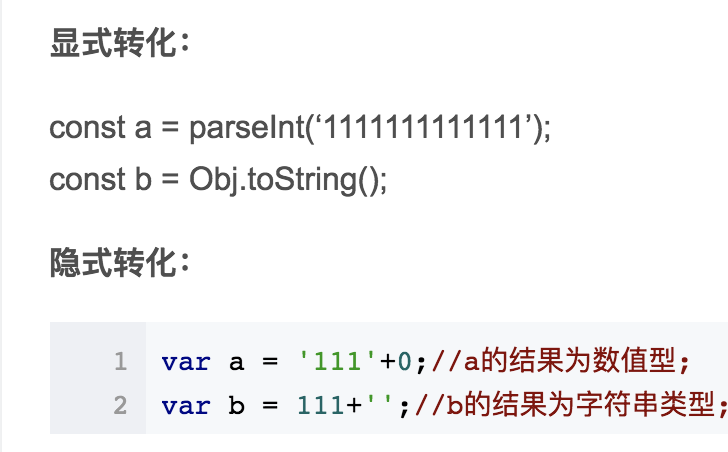 显式转化：
const a = parseInt(‘1111111111111’);
const b = Obj.toString();
隐式转化：
1 var a = '111'+0;//a的结果为数值型;
2 var b = 111+'';//b的结果为字符串类型;